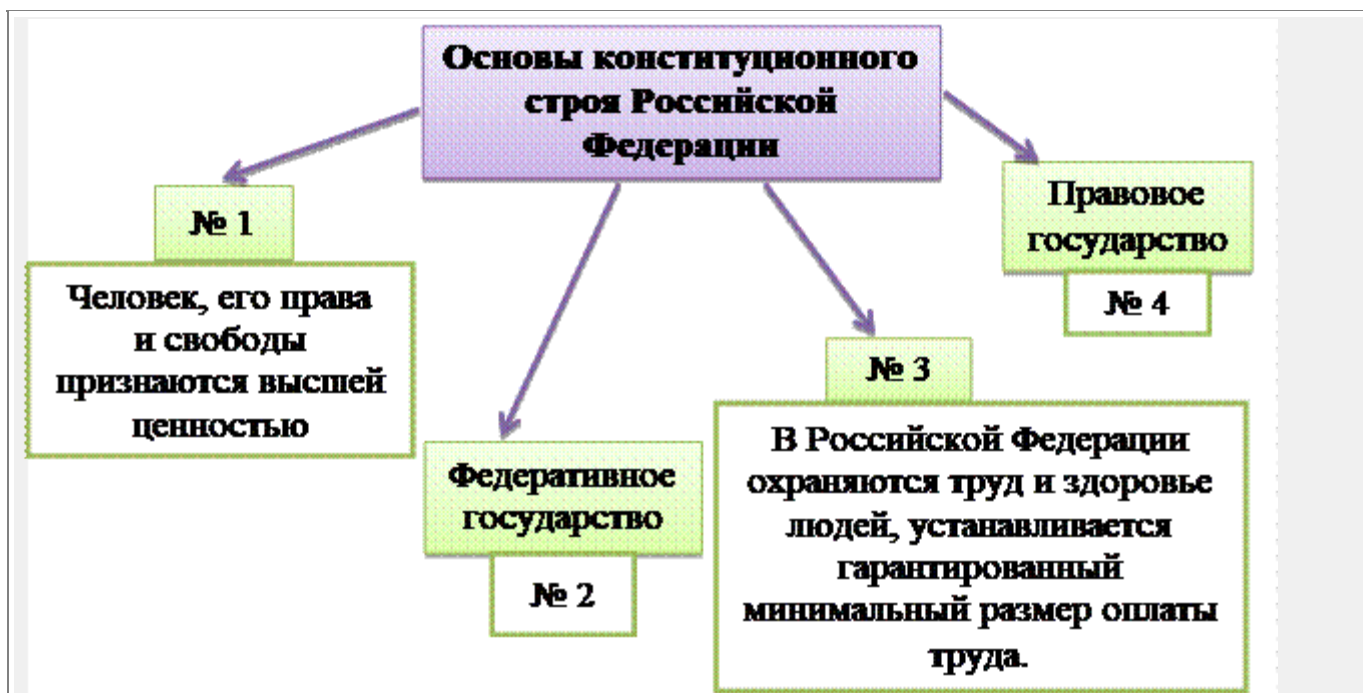 Основы конституционного
строя Российской
Федерации
№ 1
Человек, его права
и свободы
признаются высшей
ценностью
Федеративное
государство
№ 2
№ 3
В Российской Федерации
охраняются труд и здоровье
людей, устанавливается
гарантированный
минимальный размер оплаты
труда.
Правовое
государство
№ 4